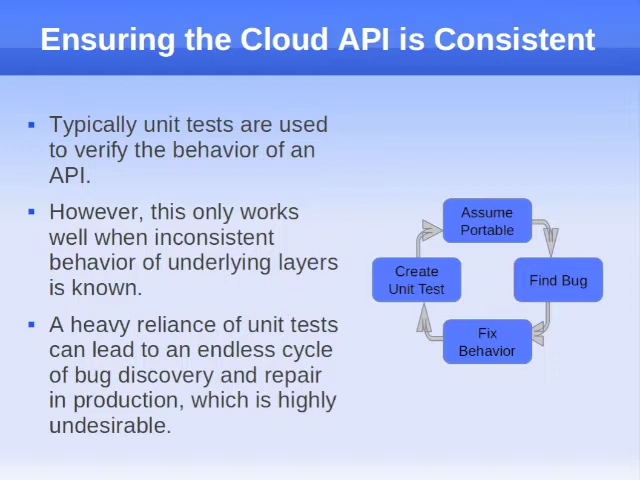 Ensuring the Cloud API is Consistent
Typically unit tests are used
to verify the behavior of an
API.
However, this only works
well when inconsistent
behavior of underlying layers
is known.
A heavy reliance of unit tests
can lead to an endless cycle
of bug discovery and repair
in production, which is highly
undesirable.
Assume
Portable
Find Bug
Fix
Behavior
Create
Unit Test